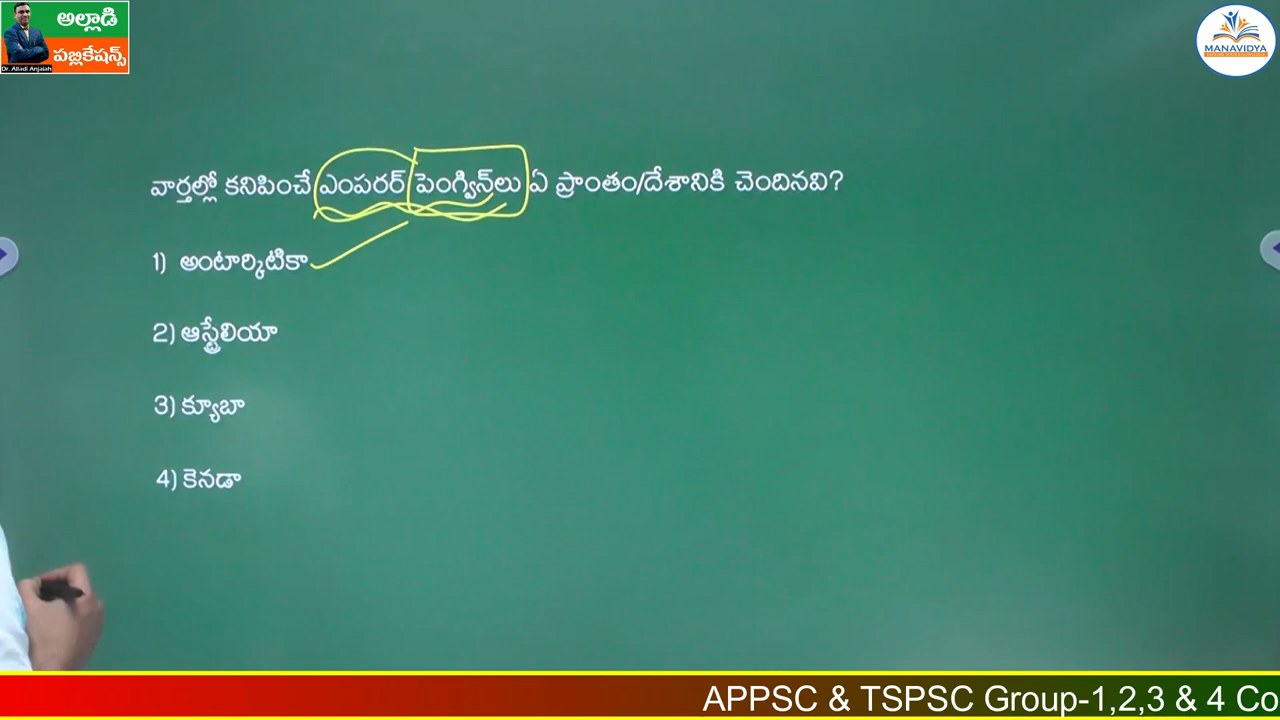 అల్లాడి
పబ్లికేషన్స్
Dr. Alladi Anjaiah
MANAVIDYA
వార్తల్లో కనిపించే ఎంపరర్ పెంగ్విన్‌లు ఏ ప్రాంతం/దేశానికి చెందినవి?
1) అంటార్కిటికా
2) ఆస్ట్రేలియా
3) క్యూబా
4) కెనడా
APPSC & TSPSC Group-1,2,3 & 4 Co